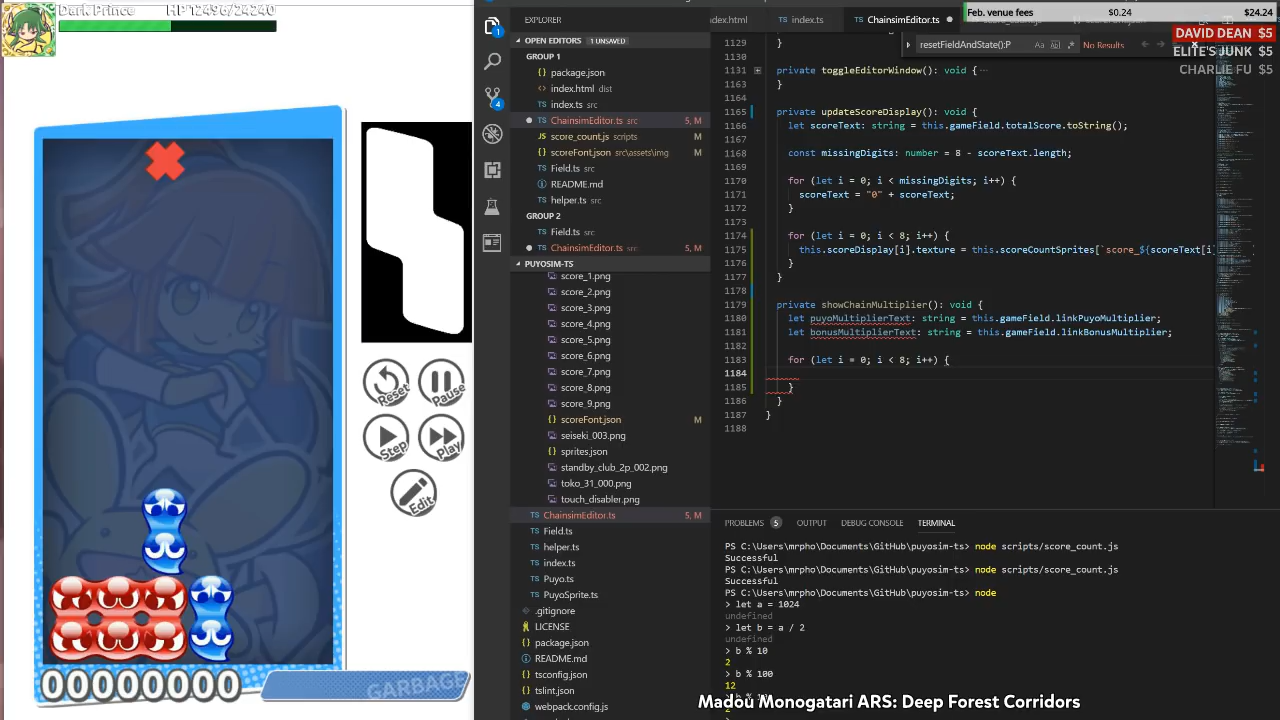 Dark Prince HP 12496/24240
Reset
Pause
Step
Play
Edit
00000000
GARBAGE
EXPLORER
OPEN EDITORS 1 UNSAVED
GROUP 1
package.json
index.html dist
index.ts src
ChainsimEditor.ts src 5, M
score_count.js scripts M
scoreFont.json src\assets\img M
Field.ts src
README.md
helper.ts src
GROUP 2
Field.ts src
ChainsimEditor.ts src 5, M
PUYOSIM-TS
score_1.png
score_2.png
score_3.png
score_4.png
score_5.png
score_6.png
score_7.png
score_8.png
score_9.png
scoreFont.json M
seiseki_003.png
sprites.json
standby_club_2p_002.png
toko_31_000.png
touch_disabler.png
ChainsimEditor.ts 5, M
Field.ts
helper.ts
index.ts
Puyo.ts
PuyoSprite.ts
.gitignore
LICENSE
package.json
README.md
tsconfig.json
tslint.json
webpack.config.js
index.html
index.ts
ChainsimEditor.ts
Feb. venue fees $0.24 $24.24
DAVID DEAN $5
ELITE'S JUNK $5
CHARLIE FU $5
resetFieldAndState():P No Results
1129 }
1130
1131 private toggleEditorWindow(): void {
1163 }
1164
1165 private updateScoreDisplay(): void {
1166 let scoreText: string = this.gameField.totalScore.toString();
1167
1168 const missingDigits: number = 8 - scoreText.length;
1169
1170 for (let i = 0; i < missingDigits; i++) {
1171 scoreText = "0" + scoreText;
1172 }
1173
1174 for (let i = 0; i < 8; i++) {
1175 this.scoreDisplay[i].texture = this.scoreCountSprites[`score_${scoreText[i]
1176 }
1177 }
1178
1179 private showChainMultiplier(): void {
1180 let puyoMultiplierText: string = this.gameField.linkPuyoMultiplier;
1181 let bonusMultiplierText: string = this.gameField.linkBonusMultiplier;
1182
1183 for (let i = 0; i < 8; i++) {
1184
1185 }
1186 }
1187 }
1188
PROBLEMS 5 OUTPUT DEBUG CONSOLE TERMINAL
PS C:\Users\mrpho\Documents\GitHub\puyosim-ts> node scripts/score_count.js
Successful
PS C:\Users\mrpho\Documents\GitHub\puyosim-ts> node scripts/score_count.js
Successful
PS C:\Users\mrpho\Documents\GitHub\puyosim-ts> node
> let a = 1024
undefined
> let b = a / 2
undefined
> b % 10
2
> b % 100
12
Madou Monogatari ARS: Deep Forest Corridors